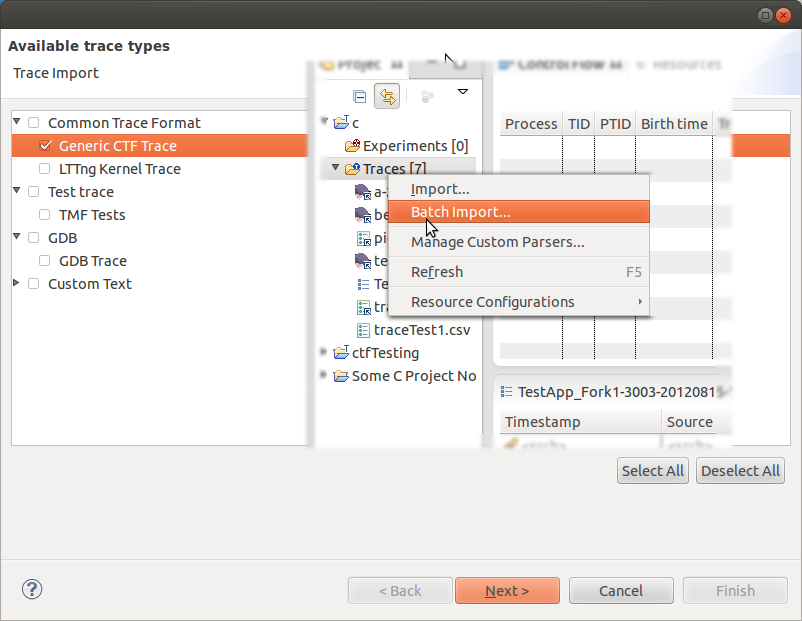 Available trace types
Trace Import
Common Trace Format
Generic CTF Trace
LTTng Kernel Trace
Test trace
TMF Tests
GDB
GDB Trace
Custom Text
Projec
Control Flow
Resources
c
Experiments [0]
Traces [7]
a-
be
pi
te
Te
tra
traceTest1.csv
ctfTesting
Some C Project No
Import...
Batch Import...
Manage Custom Parsers...
Refresh F5
Resource Configurations
Process TID PTID Birth time Tr
TestApp_Fork1-3003-2012081
Timestamp Source
<srch> <srch>
Select All Deselect All
< Back Next > Cancel Finish